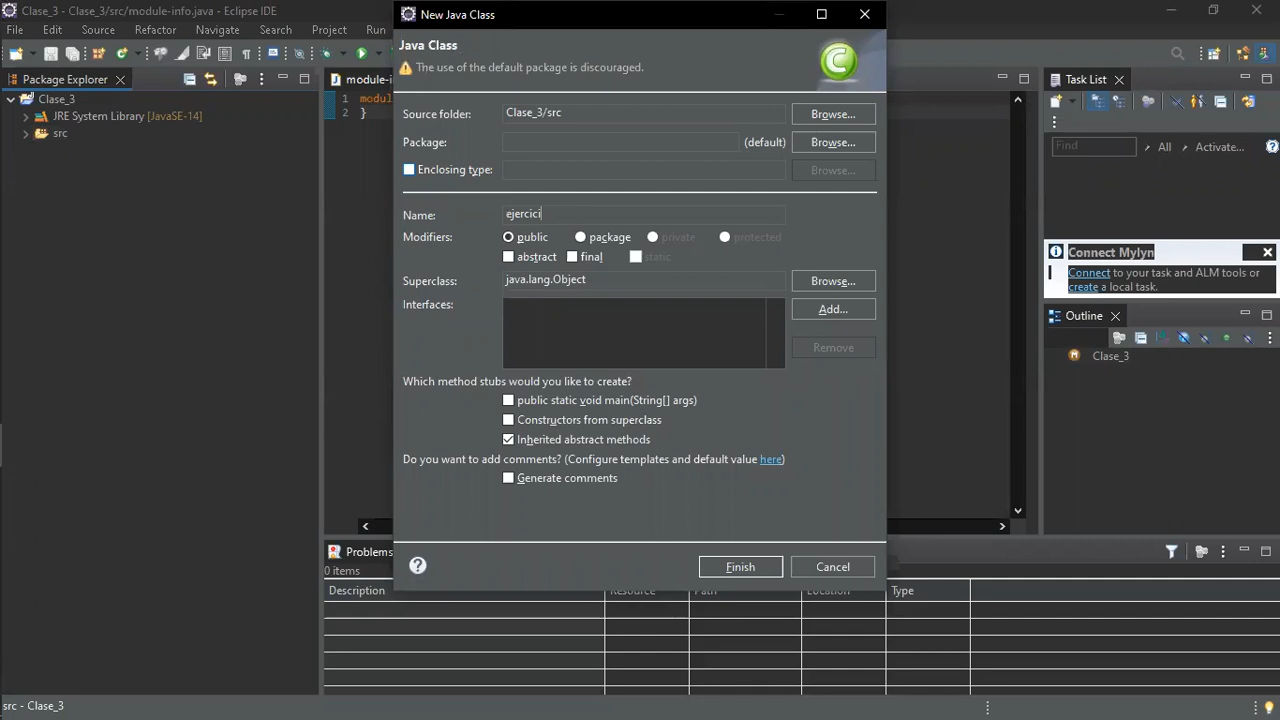 Clase_3 - Clase_3/src/module-info.java - Eclipse IDE
New Java Class
File Edit Source
Search Project Run
Java Class
The use of the default package is discouraged.
Package Explorer
module-i
Task List
Clase_3
JRE System Library [JavaSE-14]
src
1 modul
2 }
Source folder: Clase_3/src Browse...
Package: (default) Browse...
Enclosing type: Browse...
Find All Activate...
Name: ejercici
Modifiers: public package private protected
abstract final static
Superclass: java.lang.Object Browse...
Interfaces: Add...
Remove
Connect Mylyn
Connect to your task and ALM tools or
create a local task.
Outline
Clase_3
Which method stubs would you like to create?
public static void main(String[] args)
Constructors from superclass
Inherited abstract methods
Do you want to add comments? (Configure templates and default value here)
Generate comments
Finish Cancel
Problems
0 items
Description Resource Path Location Type
src - Clase_3